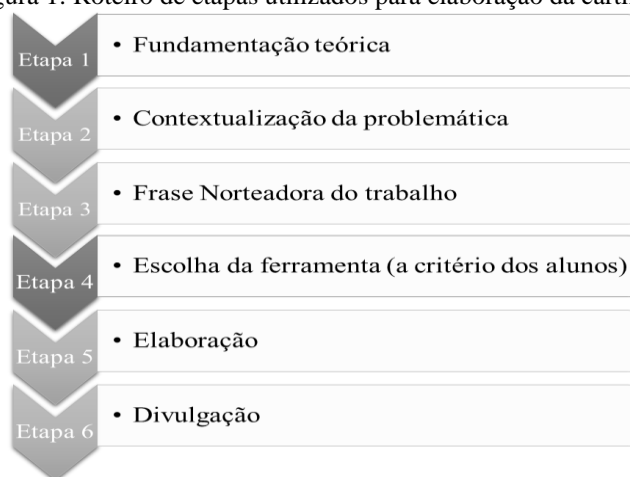 1: Roteiro de etapas utilizados para elaboração da
Etapa 1
• Fundamentação teórica
Etapa 2
• Contextualização da problemática
Etapa 3
• Frase Norteadora do trabalho
Etapa 4
• Escolha da ferramenta (a critério dos alunos)
Etapa 5
• Elaboração
Etapa 6
• Divulgação